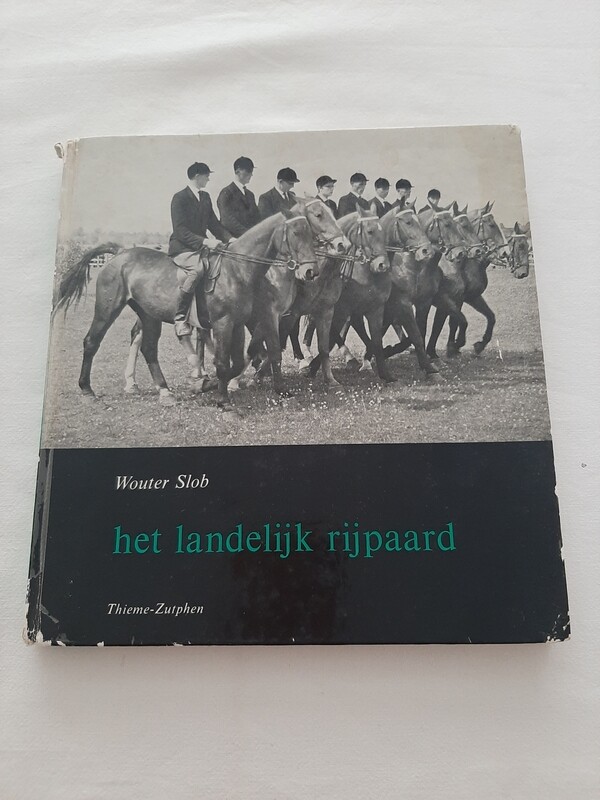 Wouter Slob
het landelijk rijpaard
Thieme-Zutphen